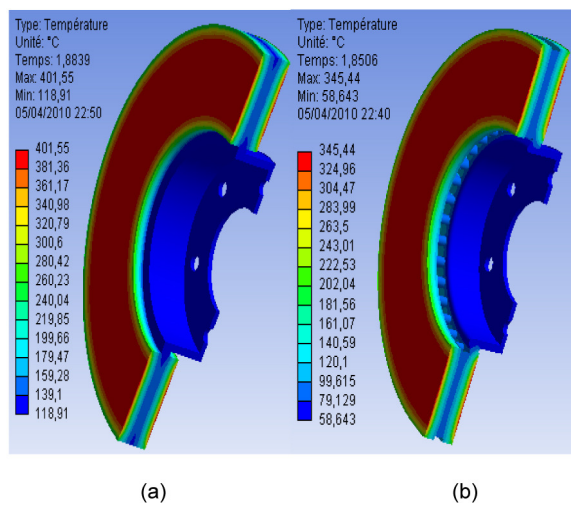 Type: Température
Unité: °C
Temps: 1,8839
Max: 401,55
Min: 118,91
05/04/2010 22:50
401,55
381,36
361,17
340,98
320,79
300,6
280,42
260,23
240,04
219,85
199,66
179,47
159,28
139,1
118,91
Type: Température
Unité: °C
Temps: 1,8506
Max: 345,44
Min: 58,643
05/04/2010 22:40
345,44
324,96
304,47
283,99
263,5
243,01
222,53
202,04
181,56
161,07
140,59
120,1
99,615
79,129
58,643
(a)
(b)